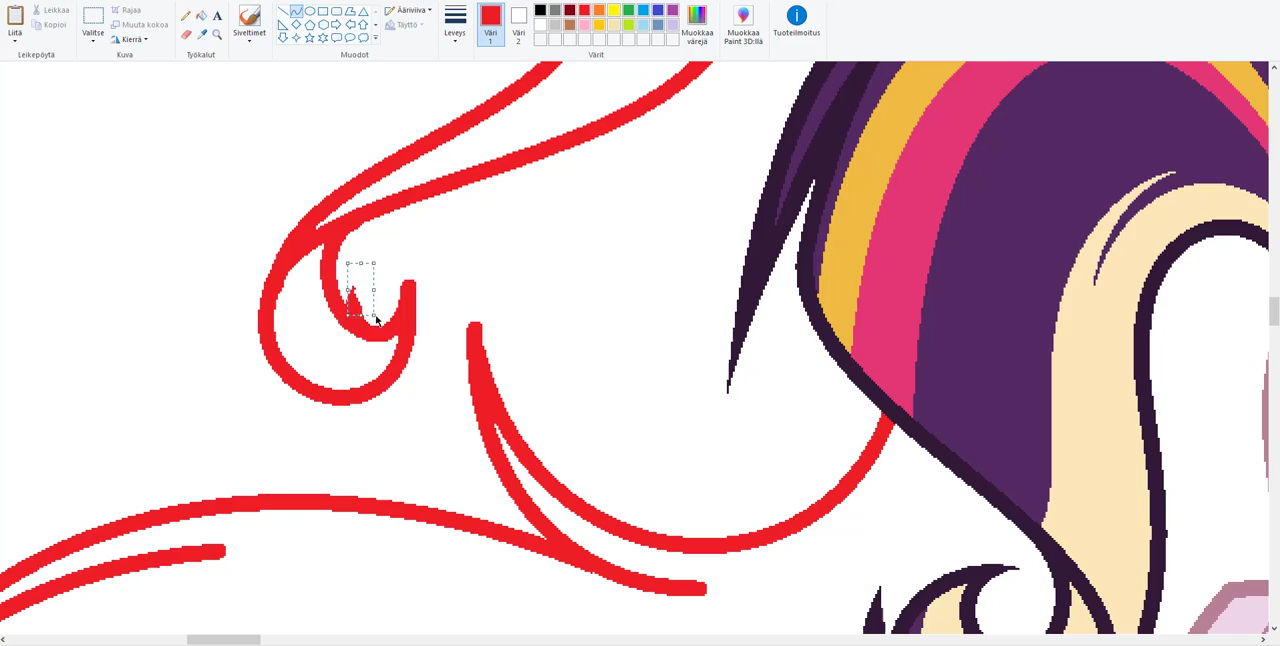 Liitä
Leikkaa
Kopioi
Leikepöytä
Valitse
Rajaa
Muuta kokoa
Kierrä
Kuva
A
Työkalut
Siveltimet
Ääriviiva
Täyttö
Muodot
Leveys
Väri
1
Väri
2
Värit
Muokkaa
värejä
Muokkaa
Paint 3D:llä
Tuoteilmoitus